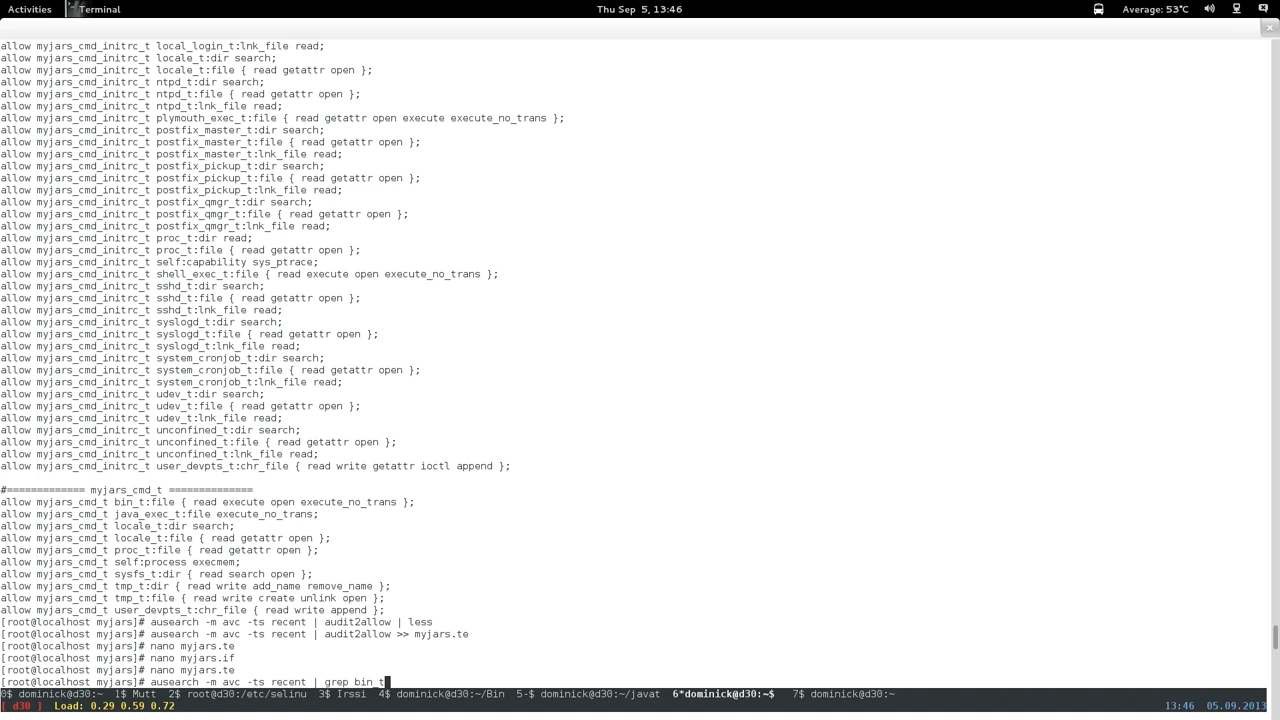 Activities Terminal Thu Sep 5, 13:46 Average: 53°C
allow myjars_cmd_initrc_t local_login_t:lnk_file read;
allow myjars_cmd_initrc_t locale_t:dir search;
allow myjars_cmd_initrc_t locale_t:file { read getattr open };
allow myjars_cmd_initrc_t ntpd_t:dir search;
allow myjars_cmd_initrc_t ntpd_t:file { read getattr open };
allow myjars_cmd_initrc_t ntpd_t:lnk_file read;
allow myjars_cmd_initrc_t plymouth_exec_t:file { read getattr open execute execute_no_trans };
allow myjars_cmd_initrc_t postfix_master_t:dir search;
allow myjars_cmd_initrc_t postfix_master_t:file { read getattr open };
allow myjars_cmd_initrc_t postfix_master_t:lnk_file read;
allow myjars_cmd_initrc_t postfix_pickup_t:dir search;
allow myjars_cmd_initrc_t postfix_pickup_t:file { read getattr open };
allow myjars_cmd_initrc_t postfix_pickup_t:lnk_file read;
allow myjars_cmd_initrc_t postfix_qmgr_t:dir search;
allow myjars_cmd_initrc_t postfix_qmgr_t:file { read getattr open };
allow myjars_cmd_initrc_t postfix_qmgr_t:lnk_file read;
allow myjars_cmd_initrc_t proc_t:dir read;
allow myjars_cmd_initrc_t proc_t:file { read getattr open };
allow myjars_cmd_initrc_t self:capability sys_ptrace;
allow myjars_cmd_initrc_t shell_exec_t:file { read execute open execute_no_trans };
allow myjars_cmd_initrc_t sshd_t:dir search;
allow myjars_cmd_initrc_t sshd_t:file { read getattr open };
allow myjars_cmd_initrc_t sshd_t:lnk_file read;
allow myjars_cmd_initrc_t syslogd_t:dir search;
allow myjars_cmd_initrc_t syslogd_t:file { read getattr open };
allow myjars_cmd_initrc_t syslogd_t:lnk_file read;
allow myjars_cmd_initrc_t system_cronjob_t:dir search;
allow myjars_cmd_initrc_t system_cronjob_t:file { read getattr open };
allow myjars_cmd_initrc_t system_cronjob_t:lnk_file read;
allow myjars_cmd_initrc_t udev_t:dir search;
allow myjars_cmd_initrc_t udev_t:file { read getattr open };
allow myjars_cmd_initrc_t udev_t:lnk_file read;
allow myjars_cmd_initrc_t unconfined_t:dir search;
allow myjars_cmd_initrc_t unconfined_t:file { read getattr open };
allow myjars_cmd_initrc_t unconfined_t:lnk_file read;
allow myjars_cmd_initrc_t user_devpts_t:chr_file { read write getattr ioctl append };
#============= myjars_cmd_t ==============
allow myjars_cmd_t bin_t:file { read execute open execute_no_trans };
allow myjars_cmd_t java_exec_t:file execute_no_trans;
allow myjars_cmd_t locale_t:dir search;
allow myjars_cmd_t locale_t:file { read getattr open };
allow myjars_cmd_t proc_t:file { read getattr open };
allow myjars_cmd_t self:process execmem;
allow myjars_cmd_t sysfs_t:dir { read search open };
allow myjars_cmd_t tmp_t:dir { read write add_name remove_name };
allow myjars_cmd_t tmp_t:file { read write create unlink open };
allow myjars_cmd_t user_devpts_t:chr_file { read write append };
[root@localhost myjars]# ausearch -m avc -ts recent | audit2allow | less
[root@localhost myjars]# ausearch -m avc -ts recent | audit2allow >> myjars.te
[root@localhost myjars]# nano myjars.te
[root@localhost myjars]# nano myjars.if
[root@localhost myjars]# nano myjars.te
[root@localhost myjars]# ausearch -m avc -ts recent | grep bin_t
0$ dominick@d30:~ 1$ Mutt 2$ root@d30:/etc/selinu 3$ Irssi 4$ dominick@d30:~/Bin 5-$ dominick@d30:~/javat 6*dominick@d30:~$ 7$ dominick@d30:~
[ d30 ] Load: 0.29 0.59 0.72 13:46 05.09.2013